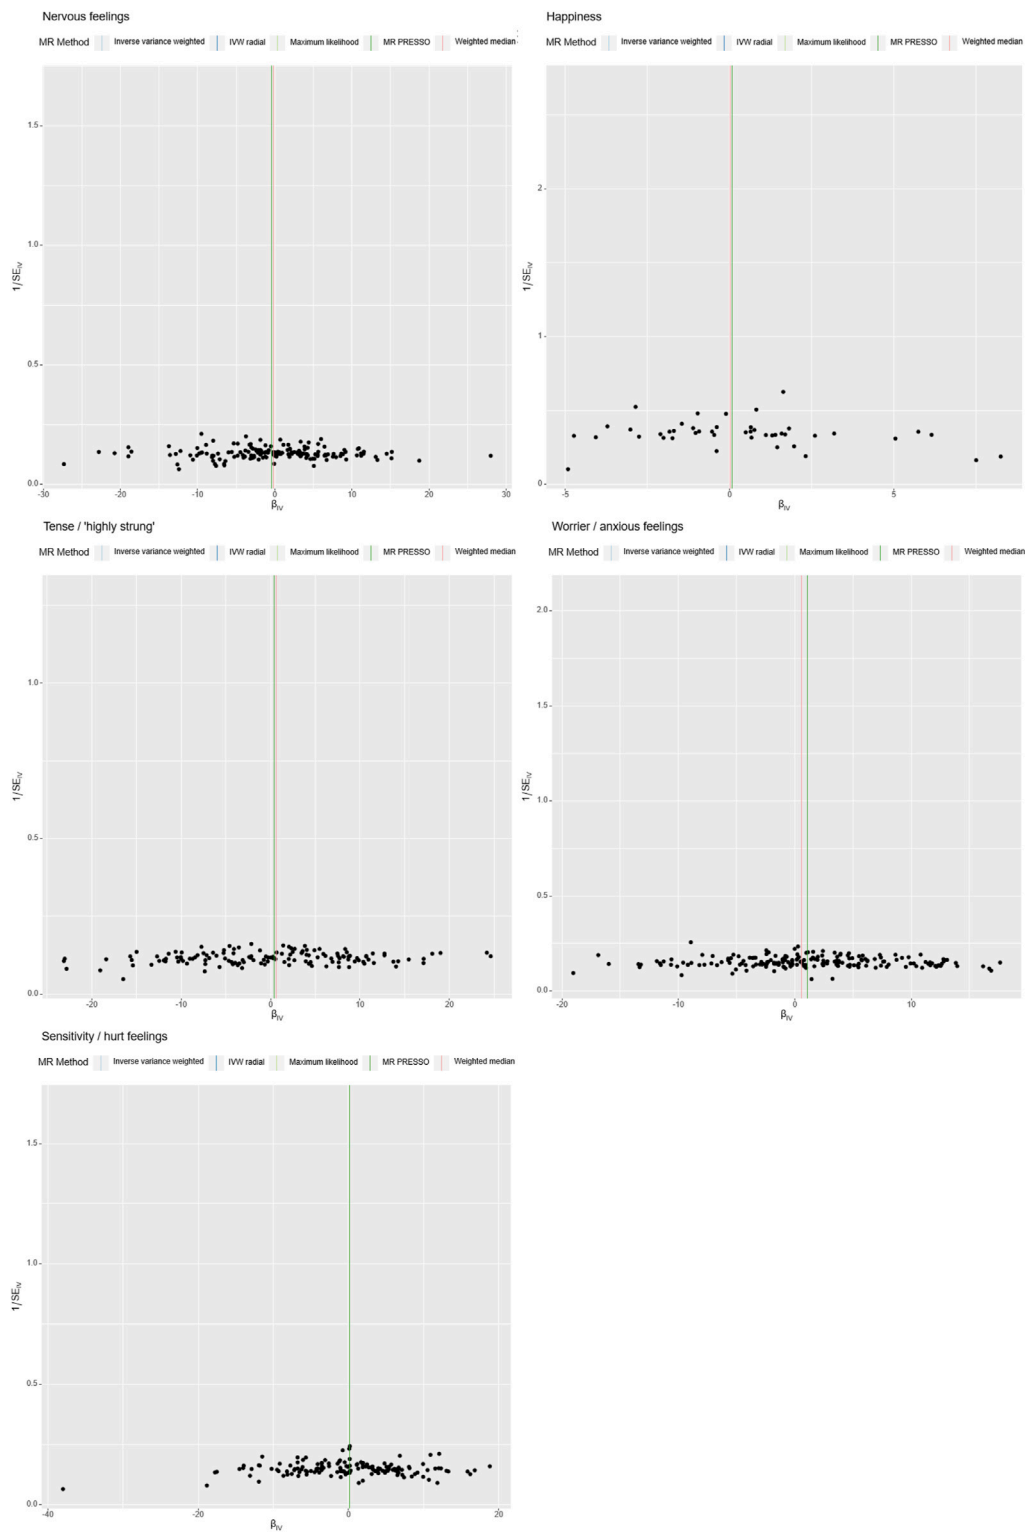 Nervous feelings
MR Method Inverse variance weighted IVW radial Maximum likelihood MR PRESSO Weighted median
1.5
1.0
0.5
0.0
1/SE_IV
-30 -20 -10 0 10 20 30
β_IV
Happiness
MR Method Inverse variance weighted IVW radial Maximum likelihood MR PRESSO Weighted median
2
1
0
1/SE_IV
-5 0 5
β_IV
Tense / 'highly strung'
MR Method Inverse variance weighted IVW radial Maximum likelihood MR PRESSO Weighted median
1.0
0.5
0.0
1/SE_IV
-20 -10 0 10 20
β_IV
Worrier / anxious feelings
MR Method Inverse variance weighted IVW radial Maximum likelihood MR PRESSO Weighted median
2.0
1.5
1.0
0.5
0.0
1/SE_IV
-20 -10 0 10
β_IV
Sensitivity / hurt feelings
MR Method Inverse variance weighted IVW radial Maximum likelihood MR PRESSO Weighted median
1.5
1.0
0.5
0.0
1/SE_IV
-40 -20 0 20
β_IV